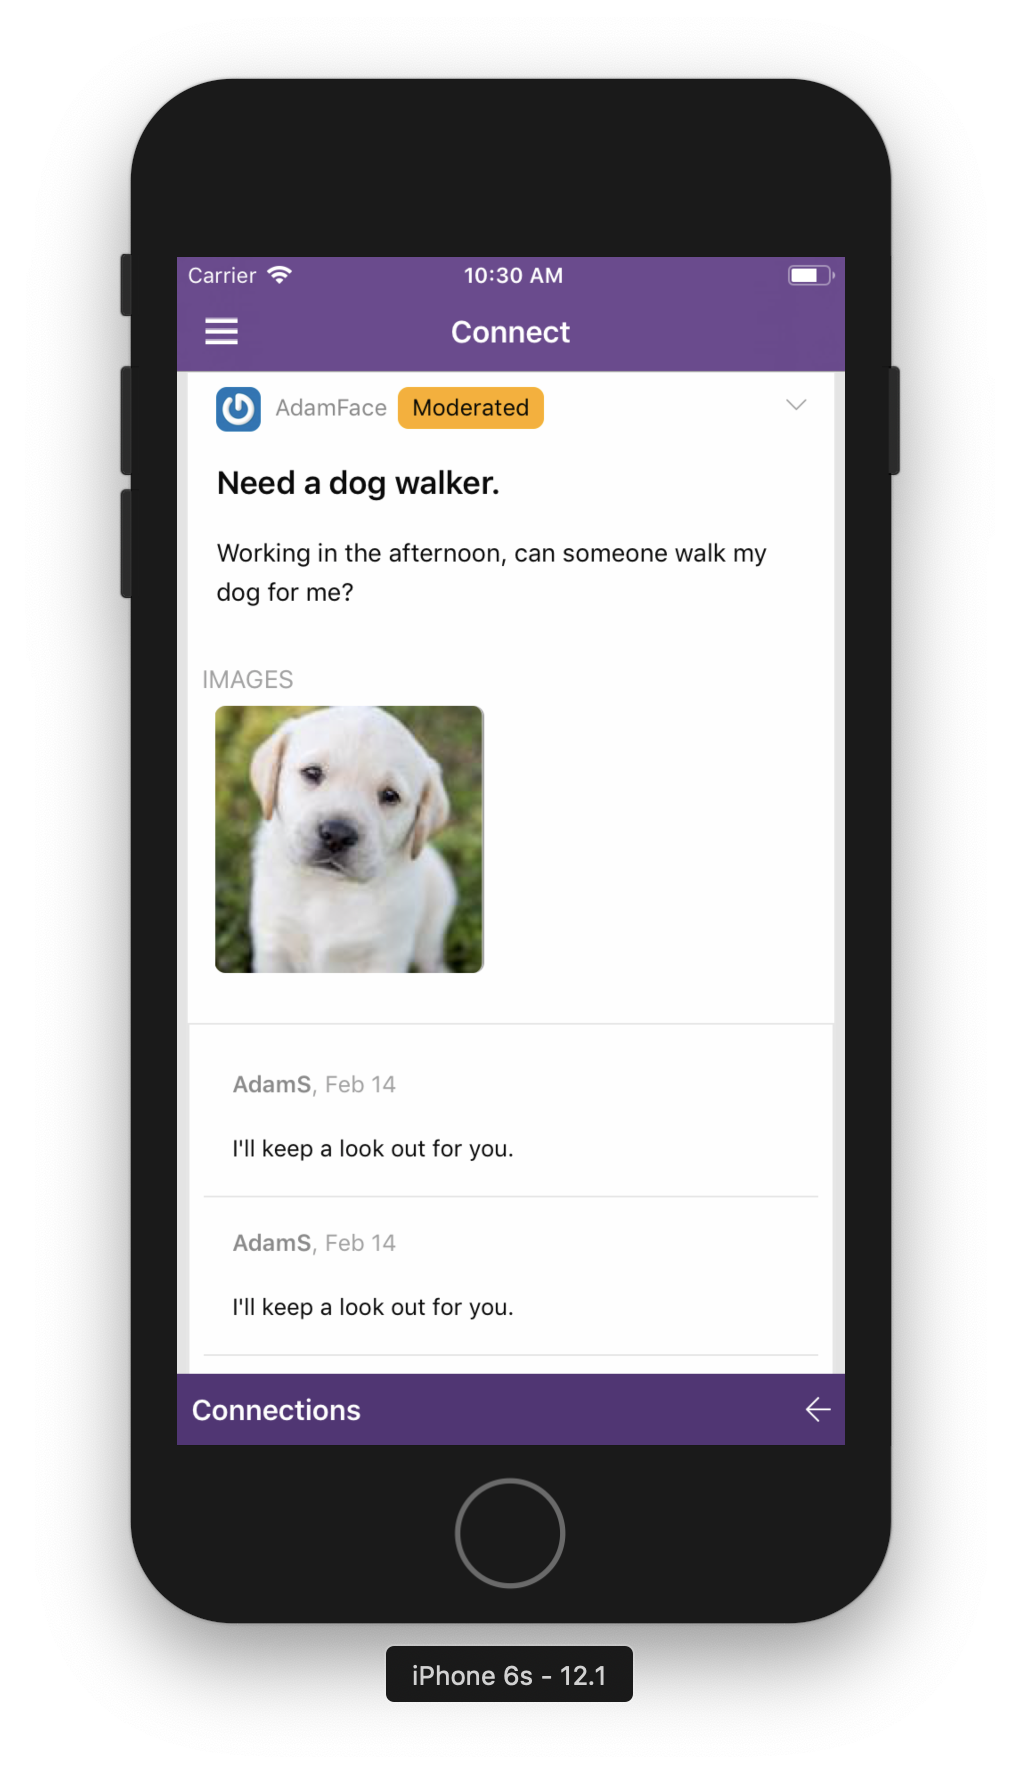 Carrier 10:30 AM
Connect
AdamFace Moderated
Need a dog walker.
Working in the afternoon, can someone walk my
dog for me?
IMAGES
AdamS, Feb 14
I'll keep a look out for you.
AdamS, Feb 14
I'll keep a look out for you.
Connections
iPhone 6s - 12.1